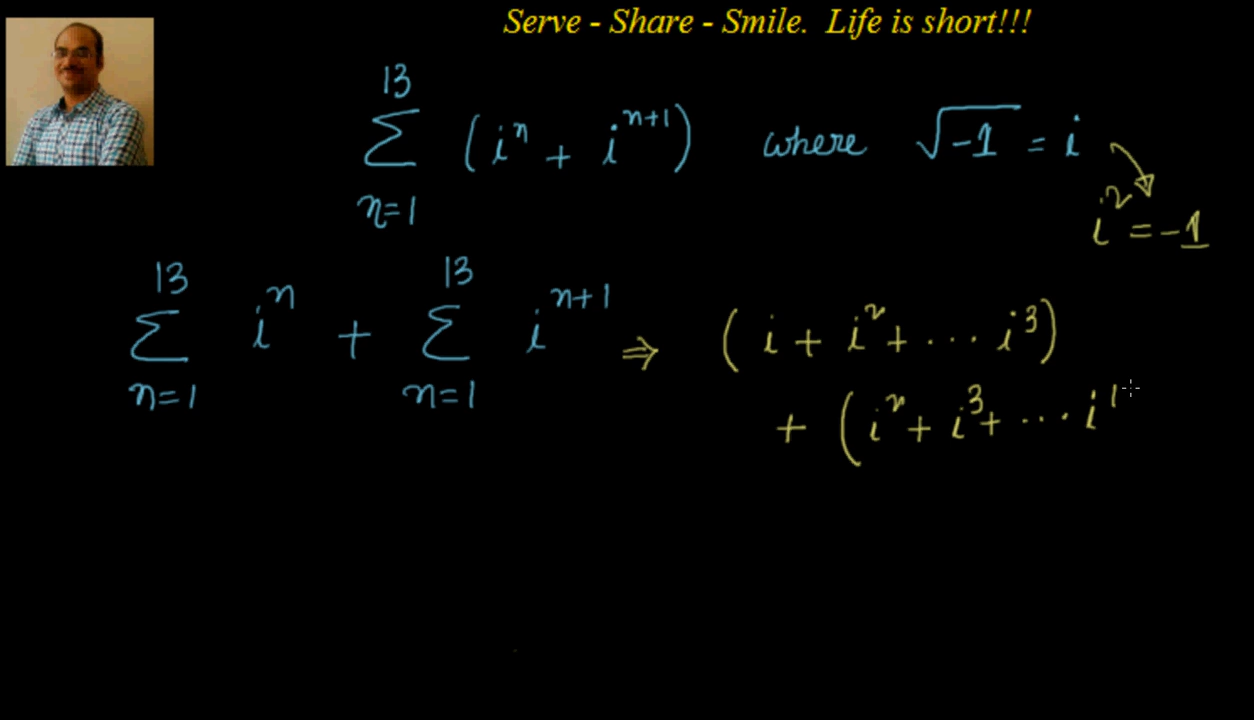 Serve - Share - Smile. Life is short!!!
13
∑ (iⁿ + iⁿ⁺¹) where √-1 = i
n=1
i² = -1
13 13
∑ iⁿ + ∑ iⁿ⁺¹ ⇒ (i + i² + ... i³)
n=1 n=1
+ (i² + i³ + ... i¹